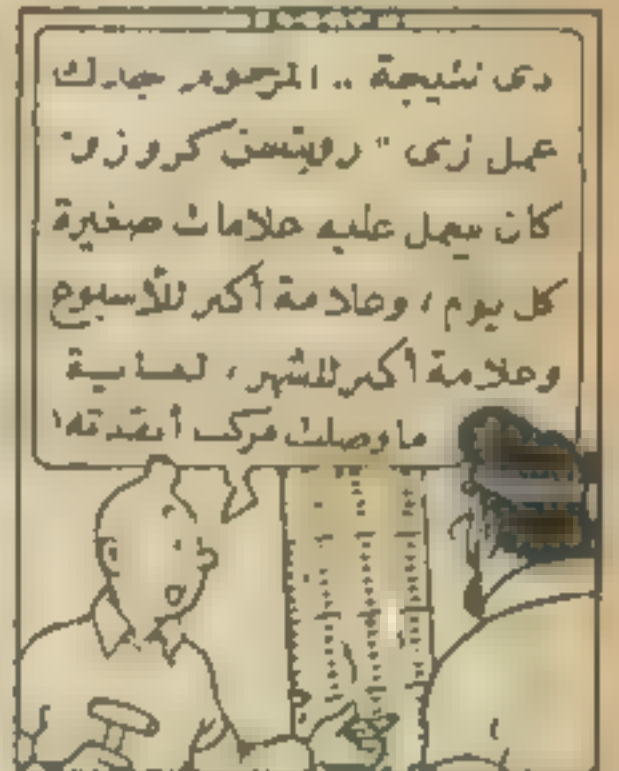 دى نتيجة .. المرحوم جدك
عمل زى " روبنسن كروزو"
كان بيعمل عليه علامات صغيرة
كل يوم ، وعلامة أكبر للأسبوع
وعلامة أكبر للشهر ، لغاية
ما وصلت مركب أنقذته !